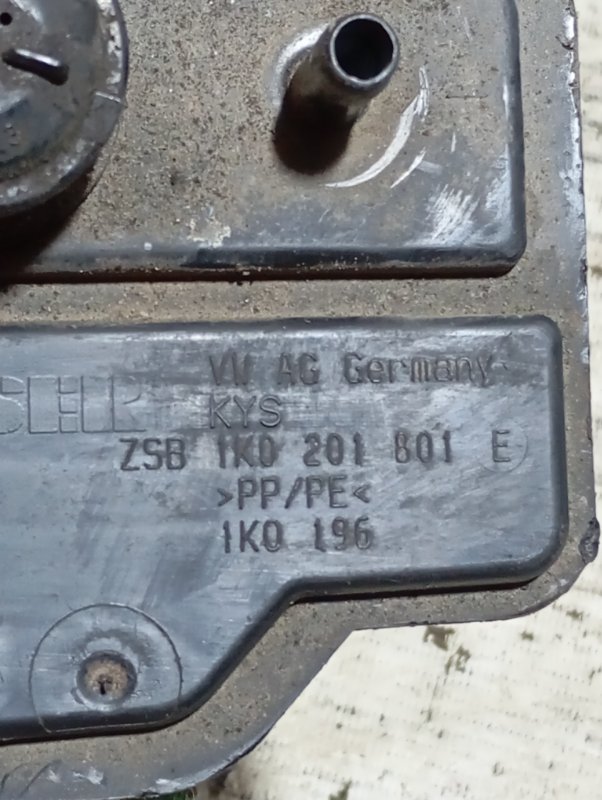 VW AG Germany
KYS
ZSB 1K0 201 801 E
>PP/PE<
1K0 196